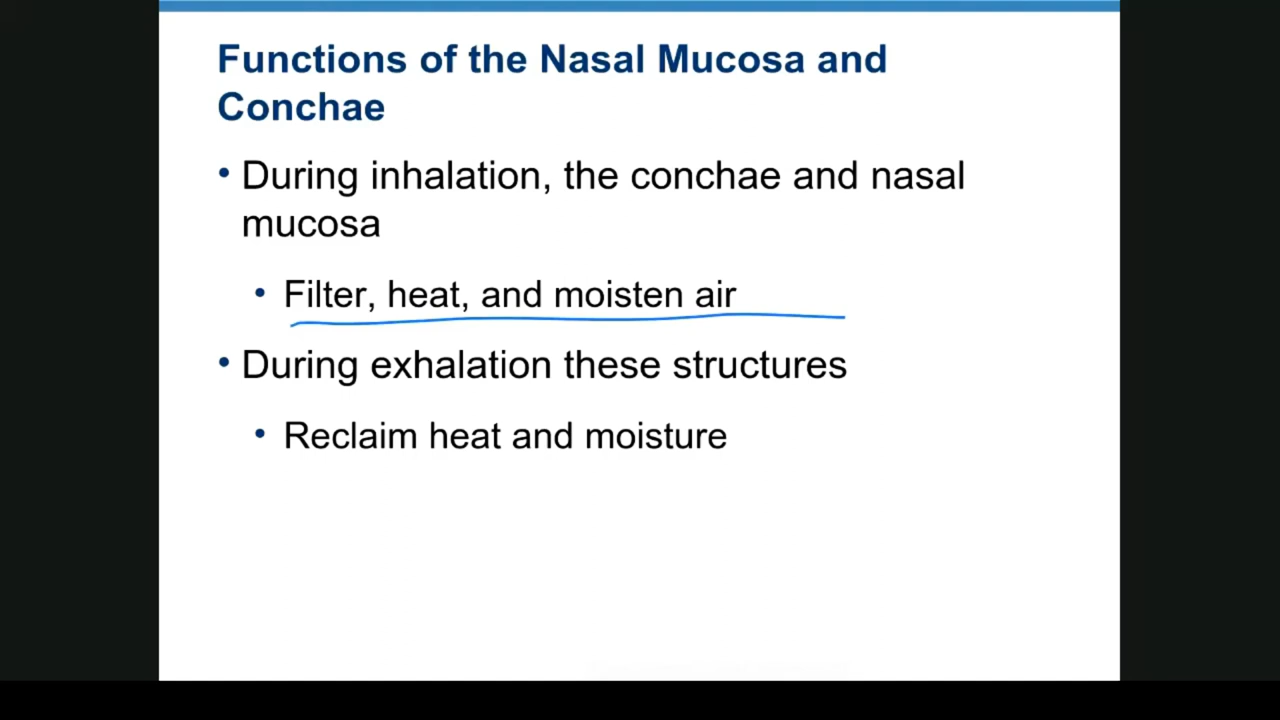 Functions of the Nasal Mucosa and
Conchae
• During inhalation, the conchae and nasal
mucosa
• Filter, heat, and moisten air
• During exhalation these structures
• Reclaim heat and moisture